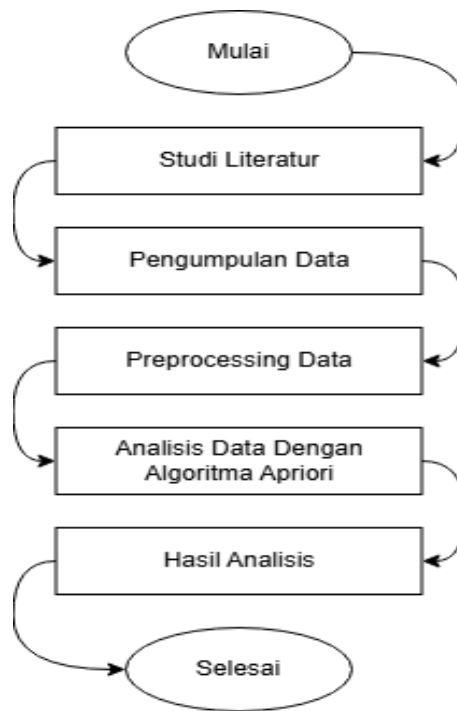 Mulai
Studi Literatur
Pengumpulan Data
Preprocessing Data
Analisis Data Dengan
Algoritma Apriori
Hasil Analisis
Selesai